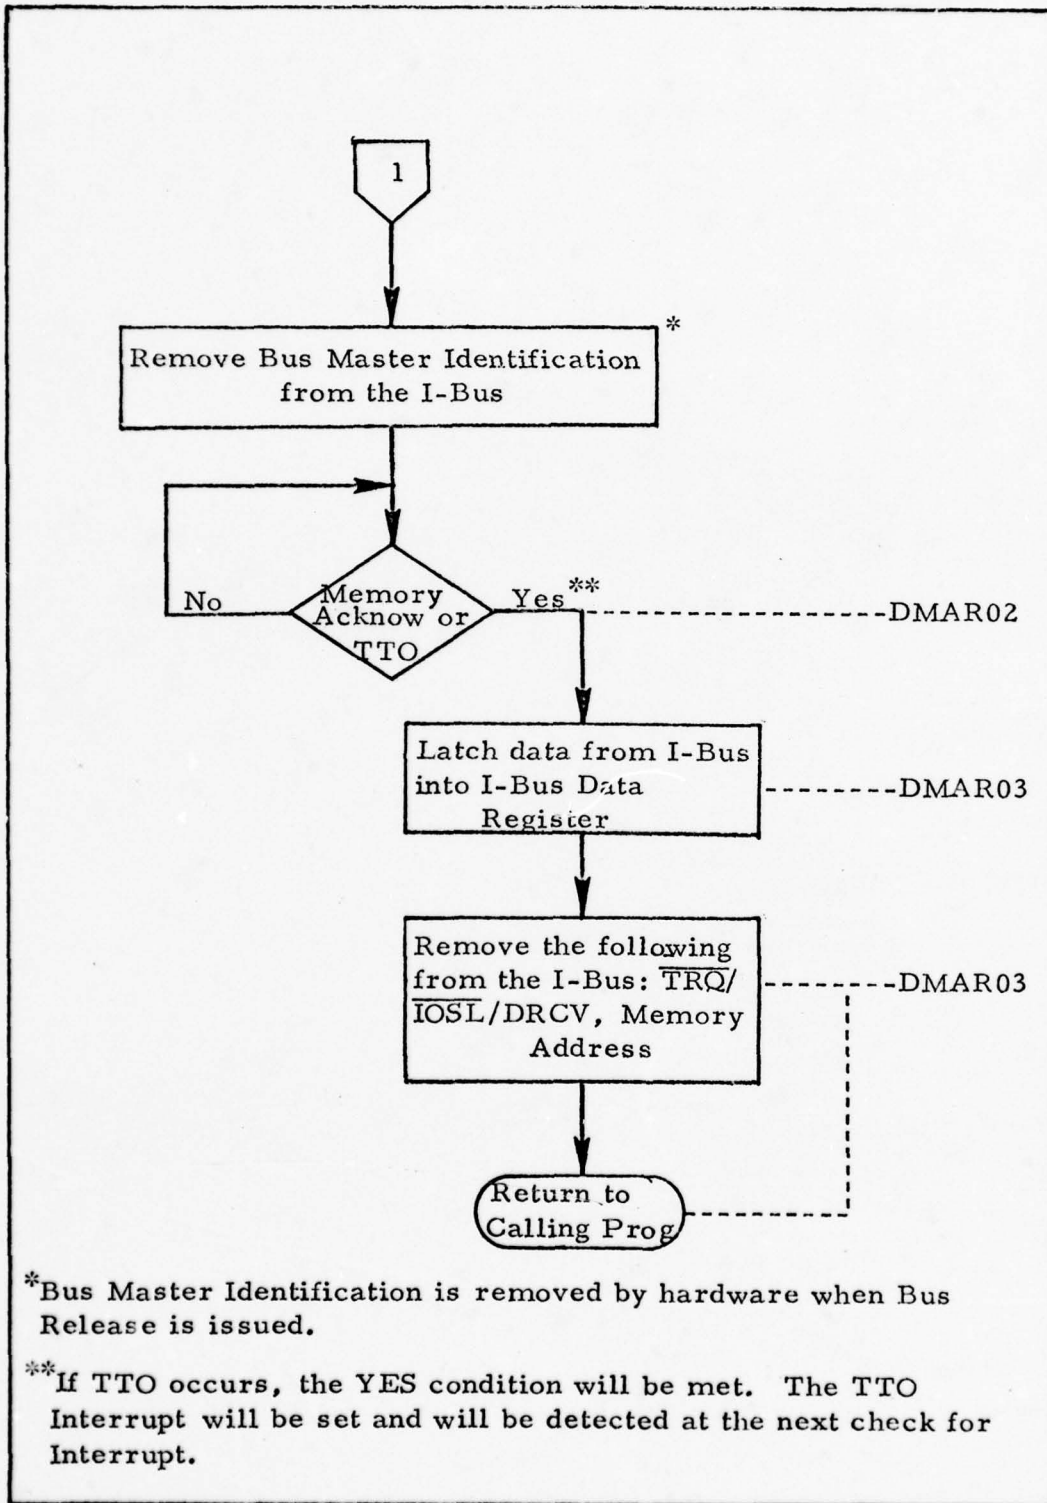 1
*
Remove Bus Master Identification
from the I-Bus
No
Memory
Acknow or
TTO
Yes**
DMAR02
Latch data from I-Bus
into I-Bus Data
Register
DMAR03
Remove the following
from the I-Bus: T̅R̅Q̅/
I̅O̅S̅L̅/DRCV, Memory
Address
DMAR03
Return to
Calling Prog
*Bus Master Identification is removed by hardware when Bus
Release is issued.
**If TTO occurs, the YES condition will be met. The TTO
Interrupt will be set and will be detected at the next check for
Interrupt.